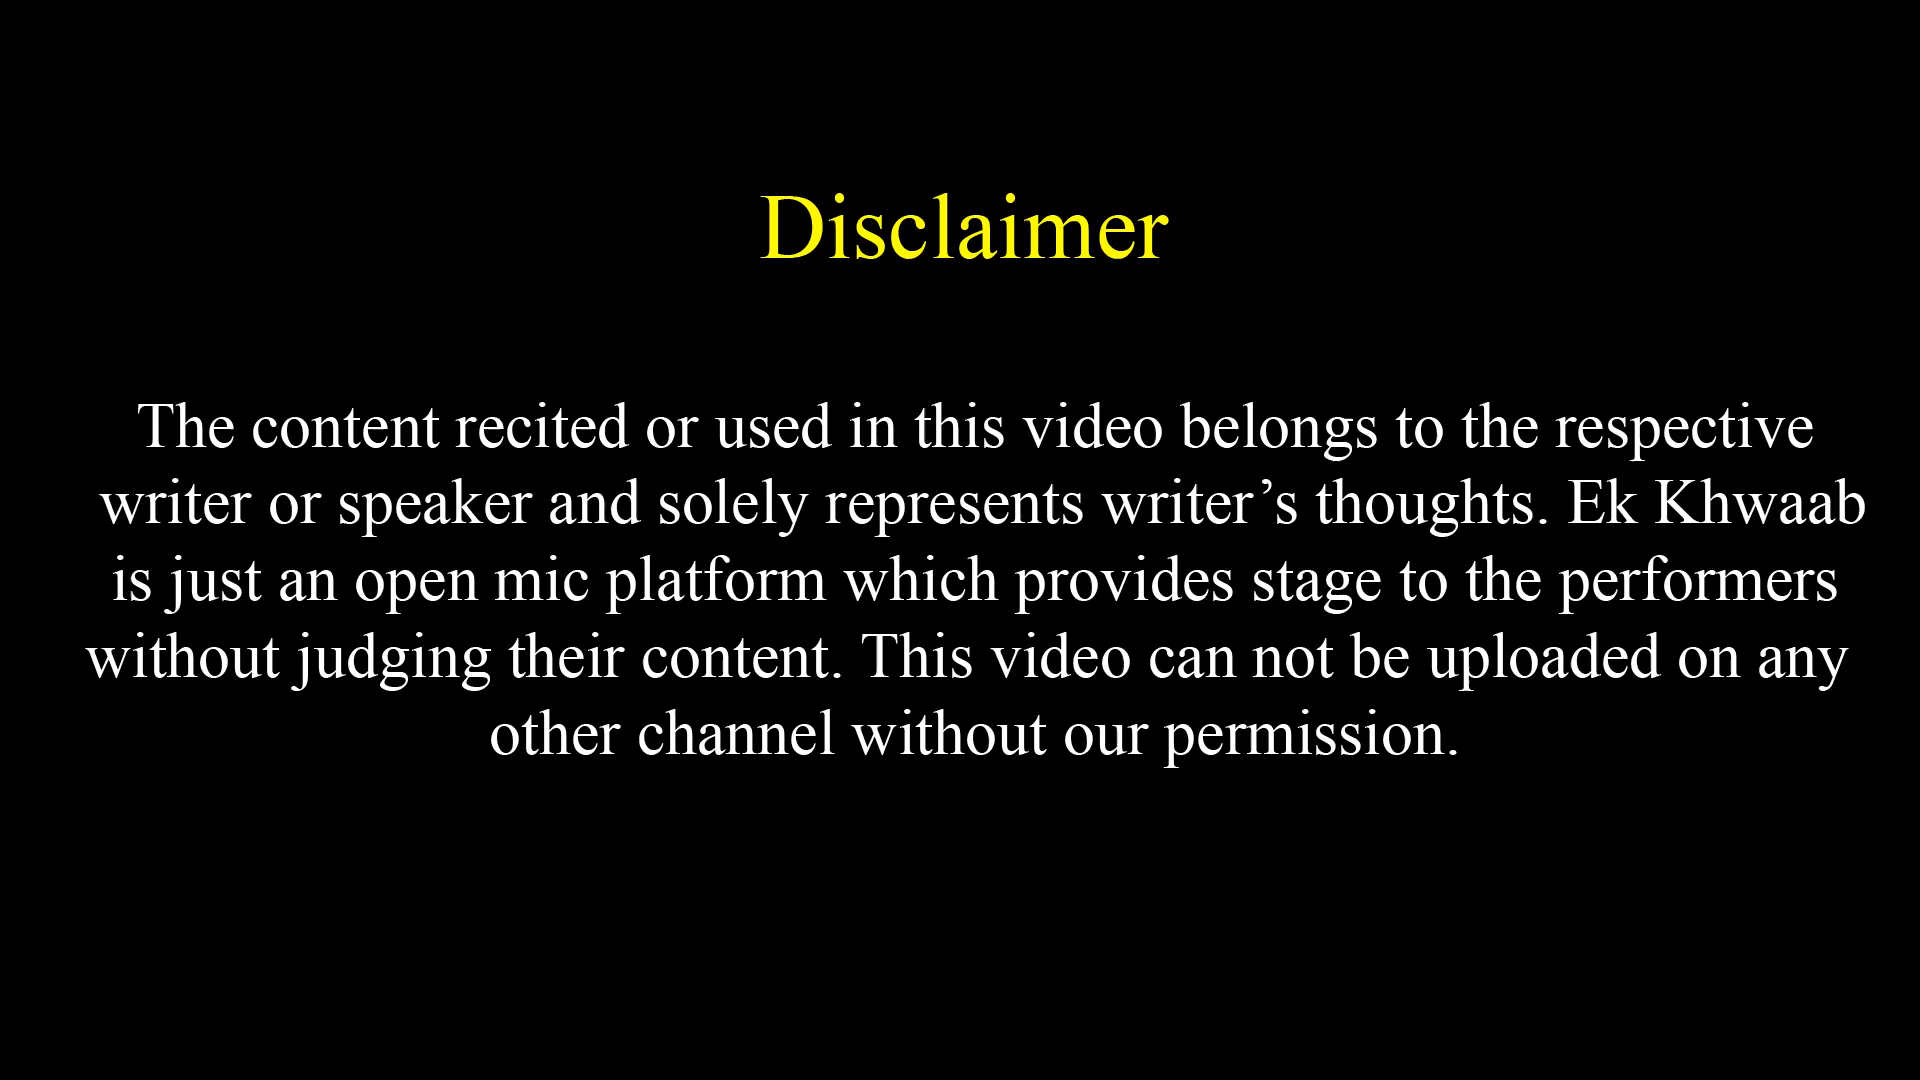 Disclaimer
The content recited or used in this video belongs to the respective
writer or speaker and solely represents writer’s thoughts. Ek Khwaab
is just an open mic platform which provides stage to the performers
without judging their content. This video can not be uploaded on any
other channel without our permission.